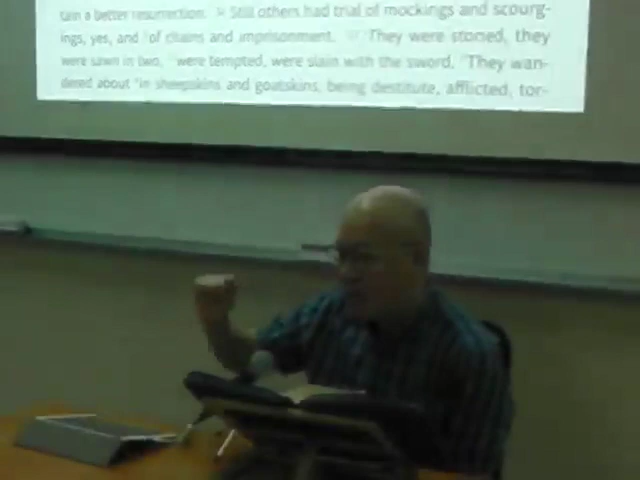 tain a better resurrection. 36 Still others had trial of mockings and scourg-
ings, yes, and of chains and imprisonment. 37 They were stoned, they
were sawn in two, were tempted, were slain with the sword. They wan-
dered about in sheepskins and goatskins, being destitute, afflicted, tor-